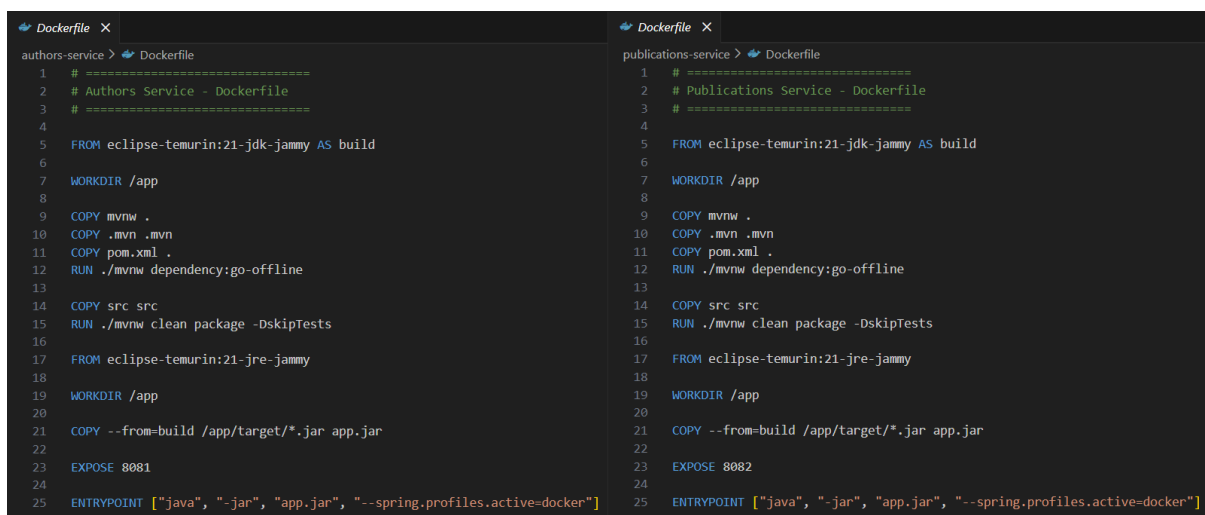 Dockerfile X
authors-service > Dockerfile
1 # ===============================
2 # Authors Service - Dockerfile
3 # ===============================
4
5 FROM eclipse-temurin:21-jdk-jammy AS build
6
7 WORKDIR /app
8
9 COPY mvnw .
10 COPY .mvn .mvn
11 COPY pom.xml .
12 RUN ./mvnw dependency:go-offline
13
14 COPY src src
15 RUN ./mvnw clean package -DskipTests
16
17 FROM eclipse-temurin:21-jre-jammy
18
19 WORKDIR /app
20
21 COPY --from=build /app/target/*.jar app.jar
22
23 EXPOSE 8081
24
25 ENTRYPOINT ["java", "-jar", "app.jar", "--spring.profiles.active=docker"]
Dockerfile X
publications-service > Dockerfile
1 # ===============================
2 # Publications Service - Dockerfile
3 # ===============================
4
5 FROM eclipse-temurin:21-jdk-jammy AS build
6
7 WORKDIR /app
8
9 COPY mvnw .
10 COPY .mvn .mvn
11 COPY pom.xml .
12 RUN ./mvnw dependency:go-offline
13
14 COPY src src
15 RUN ./mvnw clean package -DskipTests
16
17 FROM eclipse-temurin:21-jre-jammy
18
19 WORKDIR /app
20
21 COPY --from=build /app/target/*.jar app.jar
22
23 EXPOSE 8082
24
25 ENTRYPOINT ["java", "-jar", "app.jar", "--spring.profiles.active=docker"]